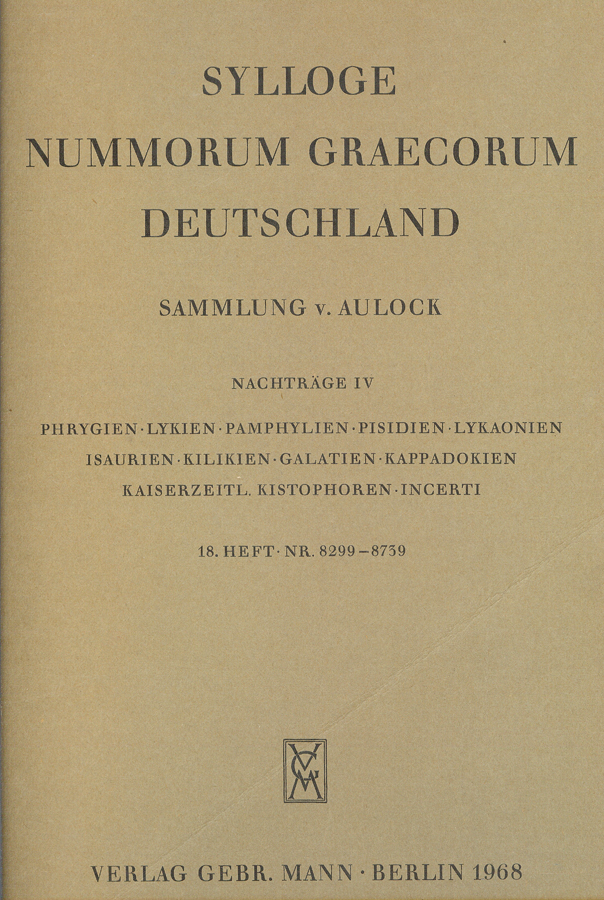 SYLLOGE
NUMMORUM GRAECORUM
DEUTSCHLAND
SAMMLUNG v. AULOCK
NACHTRÄGE IV
PHRYGIEN · LYKIEN · PAMPHYLIEN · PISIDIEN · LYKAONIEN
ISAURIEN · KILIKIEN · GALATIEN · KAPPADOKIEN
KAISERZEITL. KISTOPHOREN · INCERTI
18. HEFT · NR. 8299–8739
VGM
VERLAG GEBR. MANN · BERLIN 1968